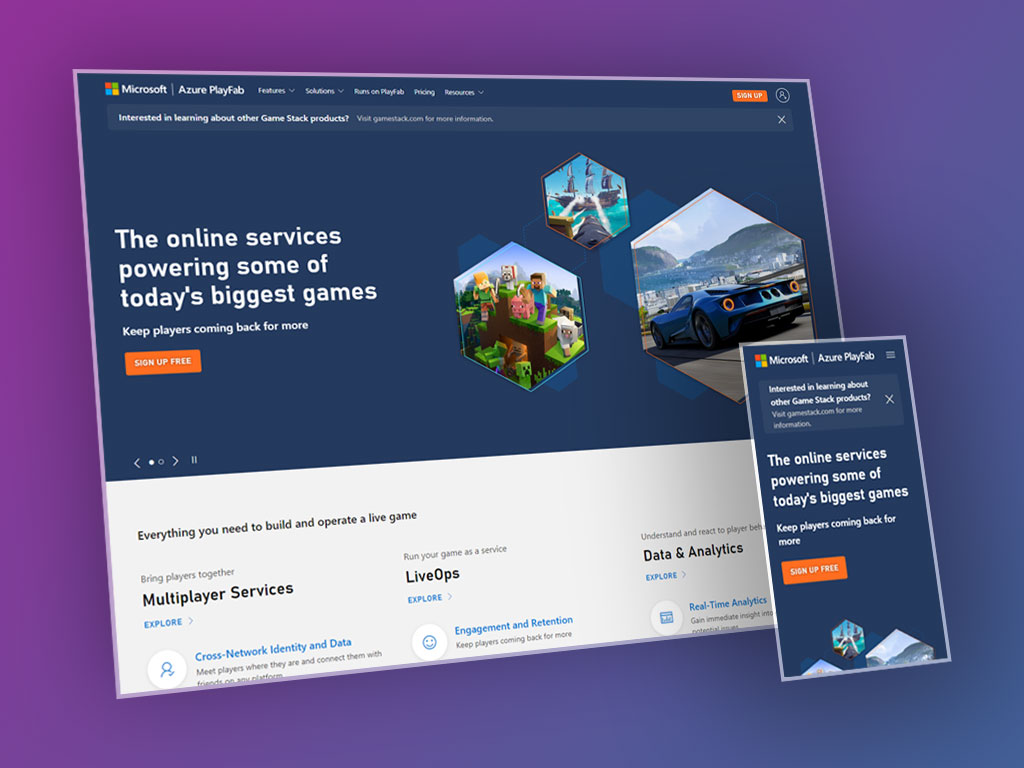 Microsoft | Azure PlayFab Features Solutions Runs on PlayFab Pricing Resources SIGN UP
Interested in learning about other Game Stack products? Visit gamestack.com for more information.
The online services
powering some of
today's biggest games
Keep players coming back for more
SIGN UP FREE
Everything you need to build and operate a live game
Bring players together
Multiplayer Services
EXPLORE
Cross-Network Identity and Data
Meet players where they are and connect them with
friends on any platform
Run your game as a service
LiveOps
EXPLORE
Engagement and Retention
Keep players coming back for more
Understand and react to player
Data & Analytics
EXPLORE
Real-Time Analytics
Gain immediate insight into
potential issues
Microsoft | Azure PlayFab
Interested in learning about
other Game Stack products?
Visit gamestack.com for more
information.
The online services
powering some of
today's biggest games
Keep players coming back for
more
SIGN UP FREE